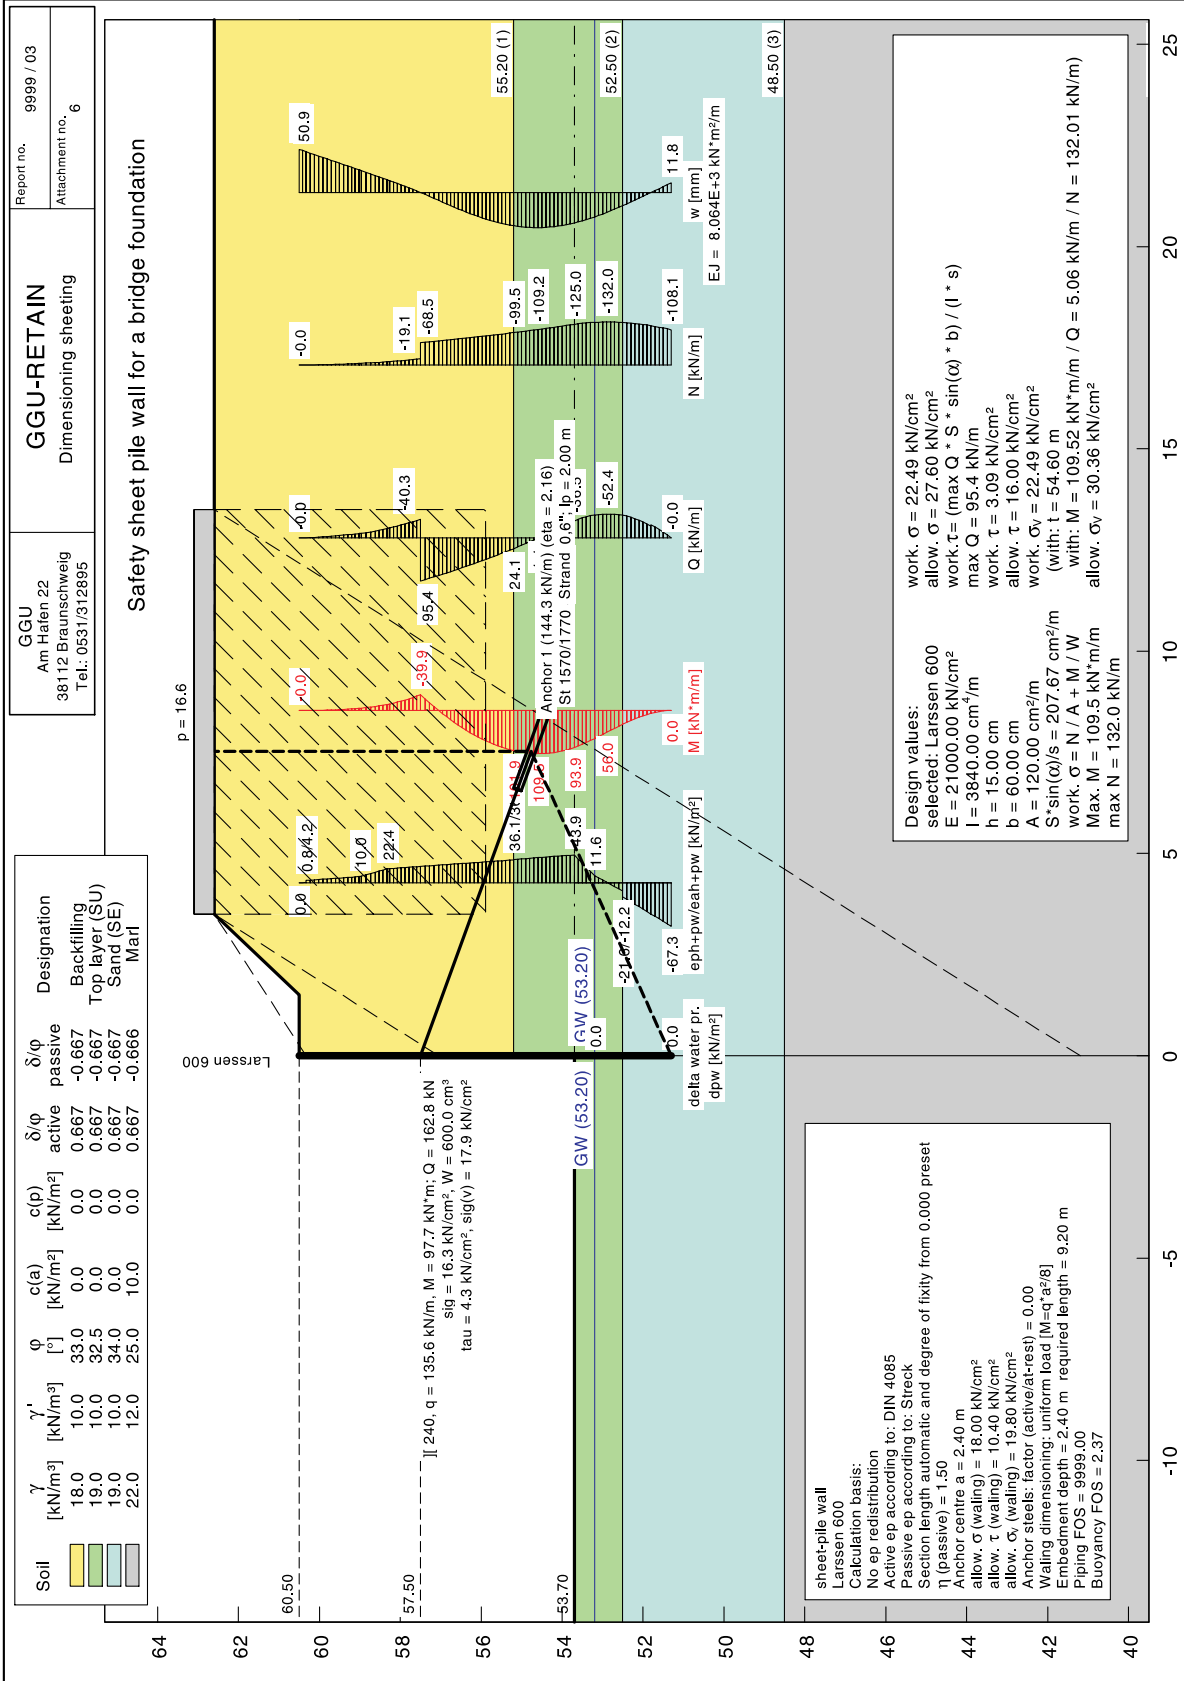 GGU
Am Hafen 22
38112 Braunschweig
Tel.: 0531/312895
GGU-RETAIN
Dimensioning sheeting
Report no. 9999 / 03
Attachment no. 6
Safety sheet pile wall for a bridge foundation
Soil γ [kN/m³] γ' [kN/m³] φ [°] c(a) [kN/m²] c(p) [kN/m²] δ/φ active δ/φ passive Designation
18.0 10.0 33.0 0.0 0.0 0.667 -0.667 Backfilling
19.0 10.0 32.5 0.0 0.0 0.667 -0.667 Top layer (SU)
19.0 10.0 34.0 0.0 0.0 0.667 -0.667 Sand (SE)
22.0 12.0 25.0 10.0 0.0 0.667 -0.666 Marl
p = 16.6
Larssen 600
60.50
57.50
53.70
][ 240, q = 135.6 kN/m, M = 97.7 kN*m; Q = 162.8 kN
sig = 16.3 kN/cm², W = 600.0 cm³
tau = 4.3 kN/cm², sig(v) = 17.9 kN/cm²
GW (53.20)
GW (53.20)
0.0
0.0
delta water pr.
dpw [kN/m²]
0.0
0.8/4.2
10.0
22.4
43.9
11.6
-67.3
eph+pw/eah+pw [kN/m²]
-0.0
-39.9
109.5
93.9
56.0
0.0
M [kN*m/m]
Anchor 1 (144.3 kN/m) (eta = 2.16)
St 1570/1770 Strand 0,6"; lp = 2.00 m
-0.0
-40.3
95.4
24.1
-52.4
-0.0
Q [kN/m]
-0.0
-19.1
-68.5
-99.5
-109.2
-125.0
-132.0
-108.1
N [kN/m]
50.9
11.8
w [mm]
EJ = 8.064E+3 kN*m²/m
55.20 (1)
52.50 (2)
48.50 (3)
sheet-pile wall
Larssen 600
Calculation basis:
No ep redistribution
Active ep according to: DIN 4085
Passive ep according to: Streck
Section length automatic and degree of fixity from 0.000 preset
η (passive) = 1.50
Anchor centre a = 2.40 m
allow. σ (waling) = 18.00 kN/cm²
allow. τ (waling) = 10.40 kN/cm²
allow. σv (waling) = 19.80 kN/cm²
Anchor steels: factor (active/at-rest) = 0.00
Waling dimensioning: uniform load [M=q*a²/8]
Embedment depth = 2.40 m required length = 9.20 m
Piping FOS = 9999.00
Buoyancy FOS = 2.37
Design values:
selected: Larssen 600
E = 21000.00 kN/cm²
I = 3840.00 cm⁴/m
h = 15.00 cm
b = 60.00 cm
A = 120.00 cm²/m
S*sin(α)/s = 207.67 cm²/m
work. σ = N / A + M / W
Max. M = 109.5 kN*m/m
max N = 132.0 kN/m
work. σ = 22.49 kN/cm²
allow. σ = 27.60 kN/cm²
work.τ = (max Q * S * sin(α) * b) / (I * s)
max Q = 95.4 kN/m
work. τ = 3.09 kN/cm²
allow. τ = 16.00 kN/cm²
work. σv = 22.49 kN/cm²
(with: t = 54.60 m
with: M = 109.52 kN*m/m / Q = 5.06 kN/m / N = 132.01 kN/m)
allow. σv = 30.36 kN/cm²
64
62
60
58
56
54
52
50
48
46
44
42
40
-10
-5
0
5
10
15
20
25